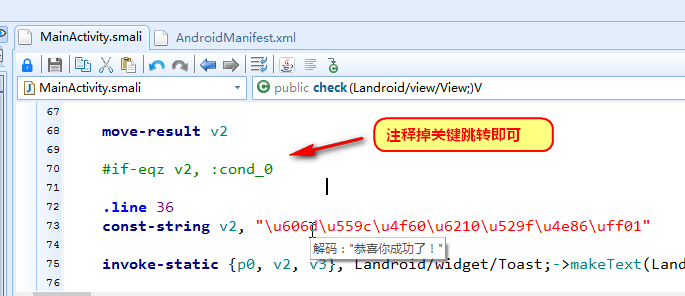 MainActivity.smali
AndroidManifest.xml
MainActivity.smali
public check(Landroid/view/View;)V
67
68 move-result v2
69
70 #if-eqz v2, :cond_0
注释掉关键跳转即可
71
72 .line 36
73 const-string v2, "\u606d\u559c\u4f60\u6210\u529f\u4e86\uff01"
74
解码："恭喜你成功了！"
75 invoke-static {p0, v2, v3}, Landroid/widget/Toast;->makeText(Lan
76